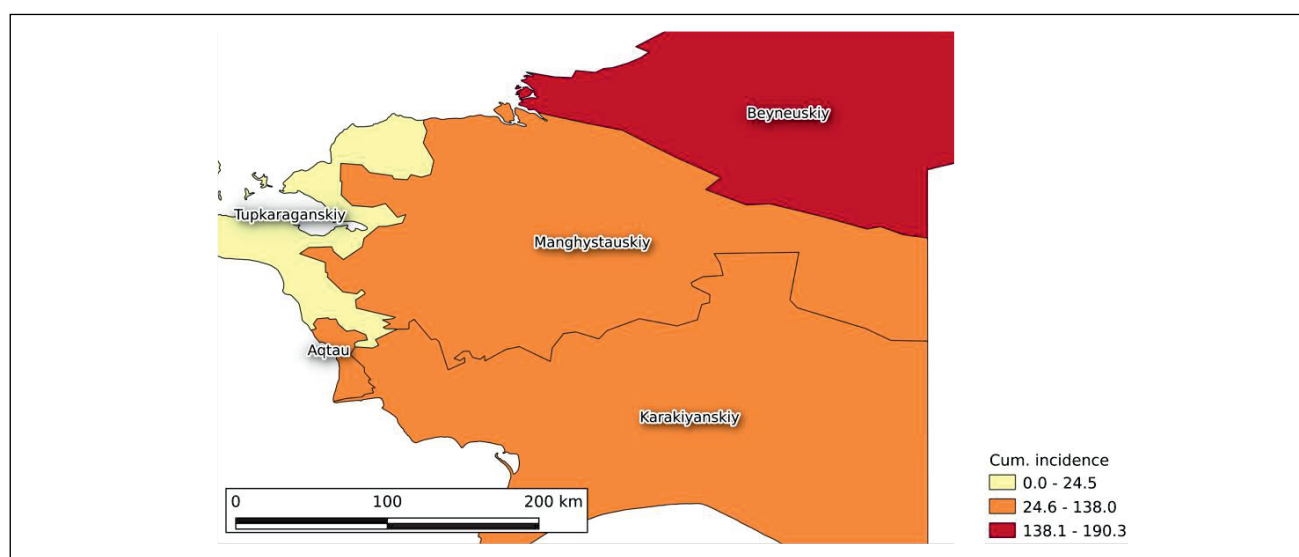 Beyneuskiy
Tupkaraganskiy
Manghystauskiy
Aqtau
Karakiyanskiy
0 100 200 km
Cum. incidence
0.0 - 24.5
24.6 - 138.0
138.1 - 190.3